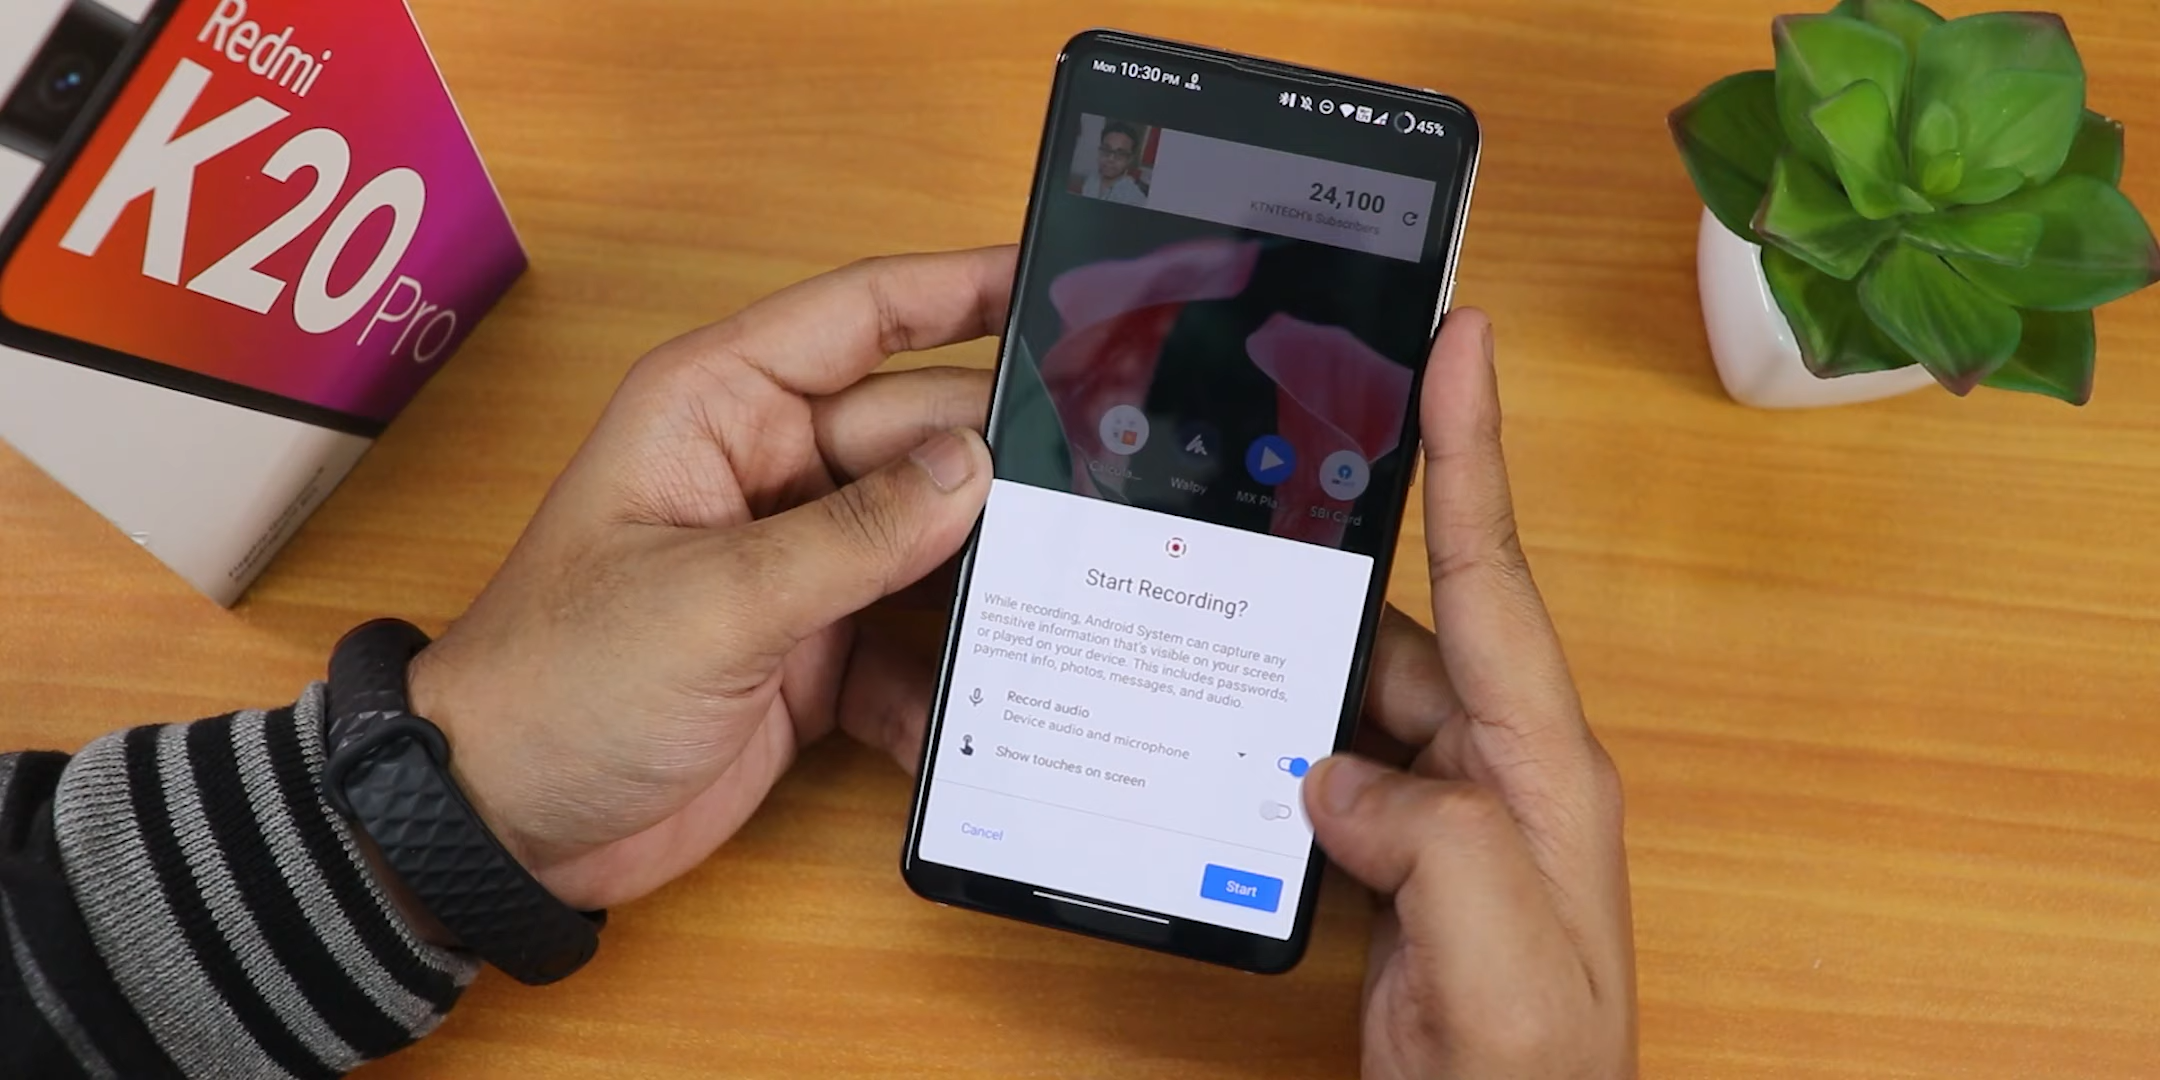 Redmi
K20 Pro
Mon 10:30 PM
45%
24,100
KTNTECH's Subscribers
Calcula...
Walpy
MX Pla
SBI Card
Start Recording?
While recording, Android System can capture any
sensitive information that's visible on your screen
or played on your device. This includes passwords,
payment info, photos, messages, and audio.
Record audio
Device audio and microphone
Show touches on screen
Cancel
Start